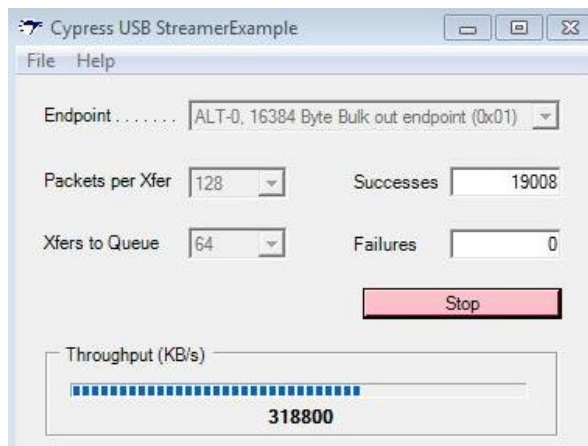 Cypress USB StreamerExample
File Help
Endpoint . . . . . . . ALT-0, 16384 Byte Bulk out endpoint (0x01)
Packets per Xfer 128 Successes 19008
Xfers to Queue 64 Failures 0
Stop
Throughput (KB/s)
318800